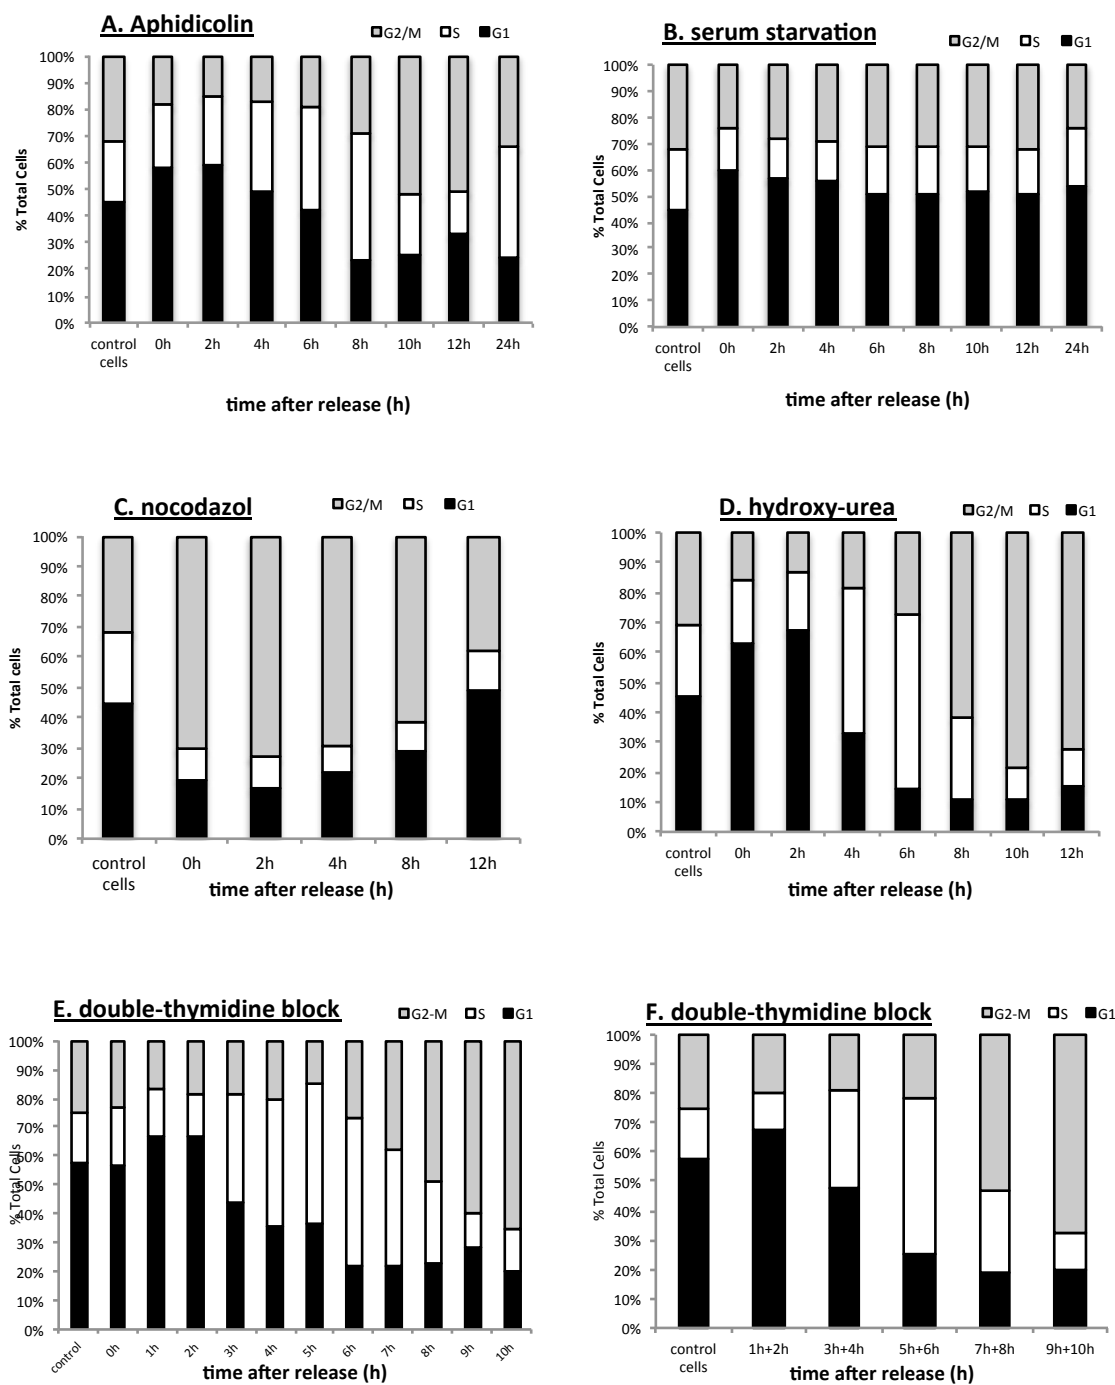 A. Aphidicolin
G2/M S G1
100%
90%
80%
70%
60%
50%
40%
30%
20%
10%
0%
% Total Cells
control cells 0h 2h 4h 6h 8h 10h 12h 24h
time after release (h)
B. serum starvation
G2/M S G1
100%
90%
80%
70%
60%
50%
40%
30%
20%
10%
0%
% Total Cells
control cells 0h 2h 4h 6h 8h 10h 12h 24h
time after release (h)
C. nocodazol
G2/M S G1
100%
90%
80%
70%
60%
50%
40%
30%
20%
10%
0%
% Total cells
control cells 0h 2h 4h 8h 12h
time after release (h)
D. hydroxy-urea
G2/M S G1
100%
90%
80%
70%
60%
50%
40%
30%
20%
10%
0%
% Total Cells
control cells 0h 2h 4h 6h 8h 10h 12h
time after release (h)
E. double-thymidine block
G2-M S G1
100%
90%
80%
70%
60%
50%
40%
30%
20%
10%
0%
% Total Cells
control 0h 1h 2h 3h 4h 5h 6h 7h 8h 9h 10h
time after release (h)
F. double-thymidine block
G2-M S G1
100%
90%
80%
70%
60%
50%
40%
30%
20%
10%
0%
% Total Cells
control cells 1h+2h 3h+4h 5h+6h 7h+8h 9h+10h
time after release (h)